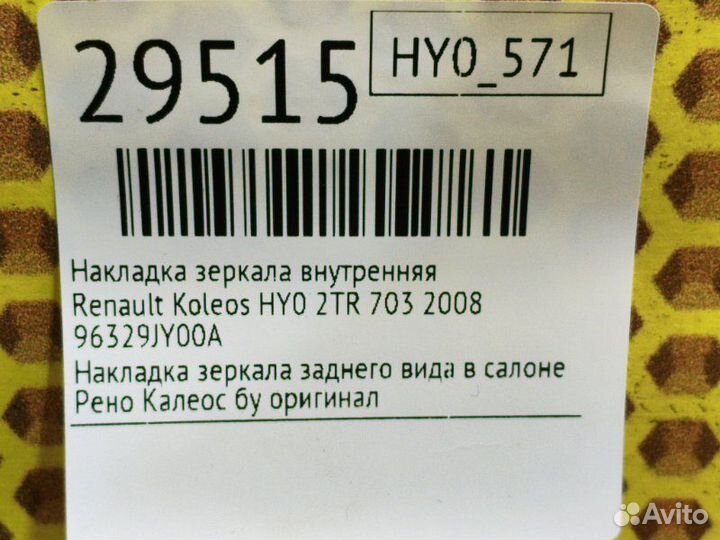 29515
HY0_571
Накладка зеркала внутренняя
Renault Koleos HY0 2TR 703 2008
96329JY00A
Накладка зеркала заднего вида в салоне
Рено Калеос бу оригинал
Avito